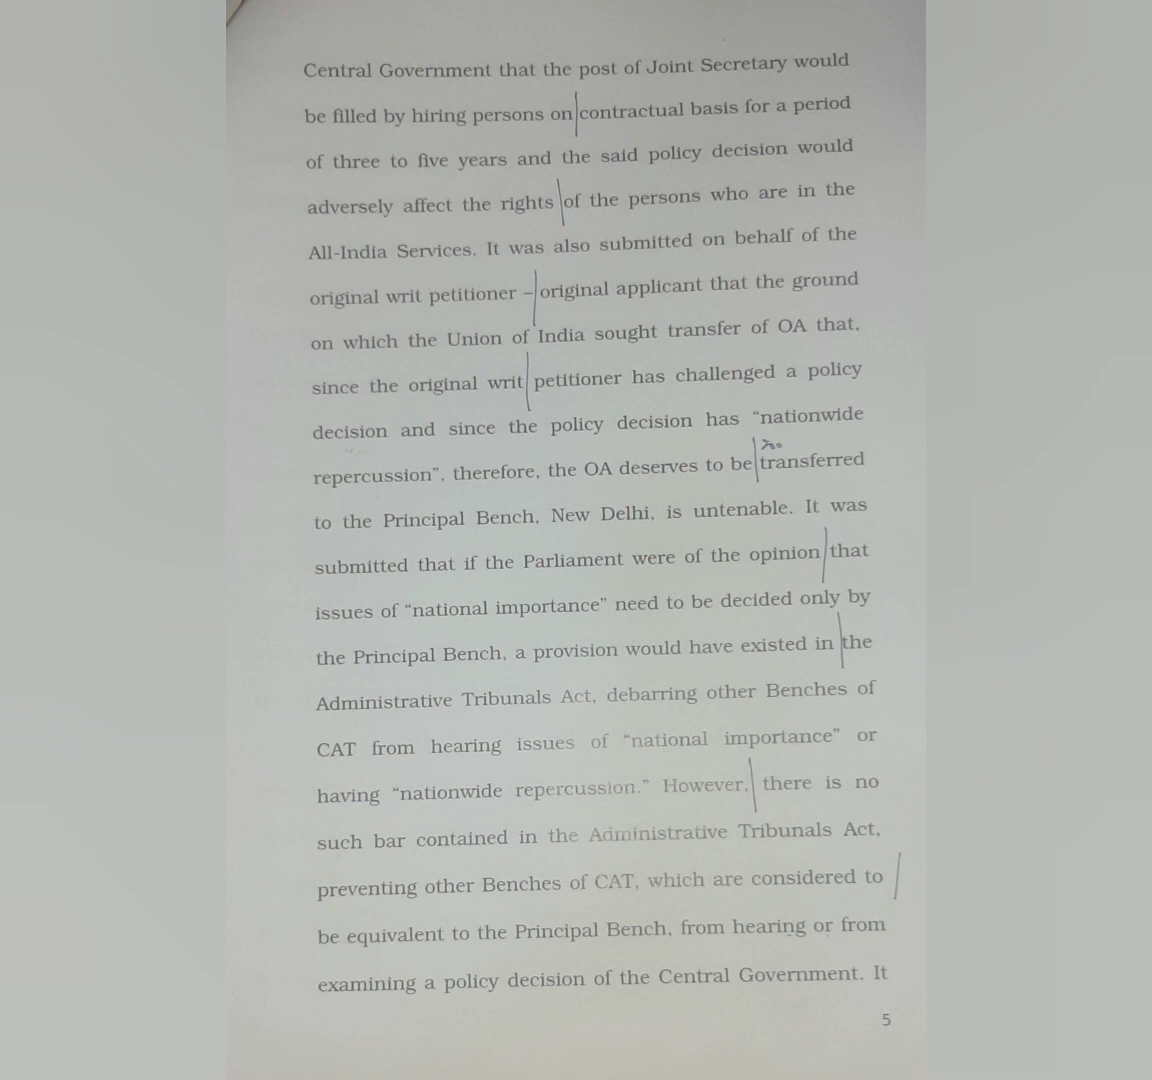 Central Government that the post of Joint Secretary would
be filled by hiring persons on contractual basis for a period
of three to five years and the said policy decision would
adversely affect the rights of the persons who are in the
All-India Services. It was also submitted on behalf of the
original writ petitioner – original applicant that the ground
on which the Union of India sought transfer of OA that,
since the original writ petitioner has challenged a policy
decision and since the policy decision has “nationwide
repercussion”, therefore, the OA deserves to be transferred
to the Principal Bench, New Delhi, is untenable. It was
submitted that if the Parliament were of the opinion that
issues of “national importance” need to be decided only by
the Principal Bench, a provision would have existed in the
Administrative Tribunals Act, debarring other Benches of
CAT from hearing issues of “national importance” or
having “nationwide repercussion.” However, there is no
such bar contained in the Administrative Tribunals Act,
preventing other Benches of CAT, which are considered to
be equivalent to the Principal Bench, from hearing or from
examining a policy decision of the Central Government. It
5